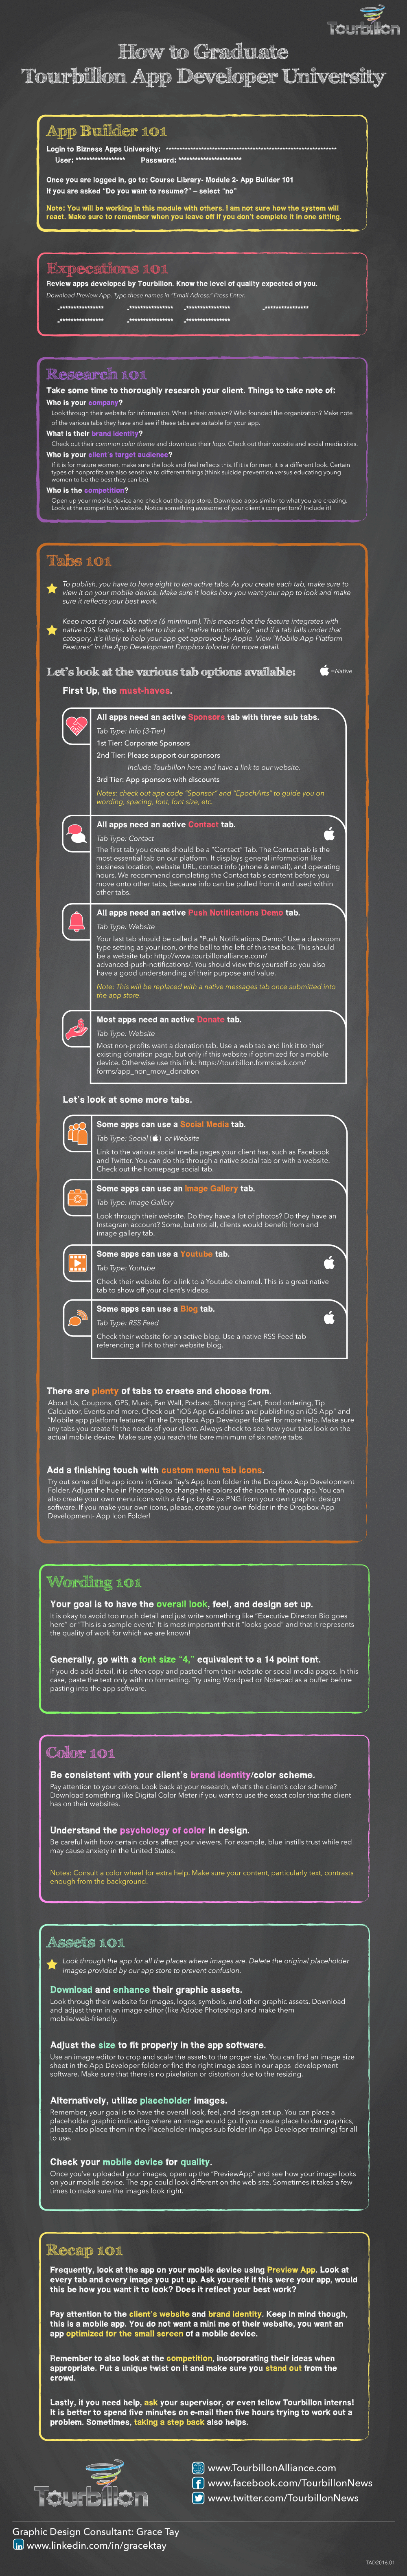 Tourbillon
How to Graduate
Tourbillon App Developer University
App Builder 101
Login to Bizness Apps University: ****************************************************************
User: ****************** Password: ***********************
Once you are logged in, go to: Course Library- Module 2- App Builder 101
If you are asked "Do you want to resume?" – select "no"
Note: You will be working in this module with others. I am not sure how the system will
react. Make sure to remember when you leave off if you don't complete it in one sitting.
Expecations 101
Review apps developed by Tourbillon. Know the level of quality expected of you.
Download Preview App. Type these names in "Email Adress." Press Enter.
-**************** -**************** -**************** -****************
-**************** -**************** -****************
Research 101
Take some time to thoroughly research your client. Things to take note of:
Who is your company?
Look through their website for information. What is their mission? Who founded the organization? Make note
of the various tabs they have and see if these tabs are suitable for your app.
What is their brand identity?
Check out their common color theme and download their logo. Check out their website and social media sites.
Who is your client's target audience?
If it is for mature women, make sure the look and feel reflects this. If it is for men, it is a different look. Certain
types of nonprofits are also sensitive to different things (think suicide prevention versus educating young
women to be the best they can be).
Who is the competition?
Open up your mobile device and check out the app store. Download apps similar to what you are creating.
Look at the competitor's website. Notice something awesome of your client's competitors? Include it!
Tabs 101
To publish, you have to have eight to ten active tabs. As you create each tab, make sure to
view it on your mobile device. Make sure it looks how you want your app to look and make
sure it reflects your best work.
Keep most of your tabs native (6 minimum). This means that the feature integrates with
native iOS features. We refer to that as "native functionality," and if a tab falls under that
category, it's likely to help your app get approved by Apple. View "Mobile App Platform
Features" in the App Development Dropbox foloder for more detail.
Let's look at the various tab options available:
=Native
First Up, the must-haves.
All apps need an active Sponsors tab with three sub tabs.
Tab Type: Info (3-Tier)
1st Tier: Corporate Sponsors
2nd Tier: Please support our sponsors
Include Tourbillon here and have a link to our website.
3rd Tier: App sponsors with discounts
Notes: check out app code "Sponsor" and "EpochArts" to guide you on
wording, spacing, font, font size, etc.
All apps need an active Contact tab.
Tab Type: Contact
The first tab you create should be a "Contact" Tab. The Contact tab is the
most essential tab on your platform. It displays general information like
business location, website URL, contact info (phone & email), and operating
hours. We recommend completing the Contact tab's content before you
move onto other tabs, because info can be pulled from it and used within
other tabs.
All apps need an active Push Notifications Demo tab.
Tab Type: Website
Your last tab should be called a "Push Notifications Demo." Use a classroom
type setting as your icon, or the bell to the left of this text box. This should
be a website tab: http://www.tourbillonalliance.com/
advanced-push-notifications/. You should view this yourself so you also
have a good understanding of their purpose and value.
Note: This will be replaced with a native messages tab once submitted into
the app store.
Most apps need an active Donate tab.
Tab Type: Website
Most non-profits want a donation tab. Use a web tab and link it to their
existing donation page, but only if this website if optimized for a mobile
device. Otherwise use this link: https://tourbillon.formstack.com/
forms/app_non_mow_donation
Let's look at some more tabs.
Some apps can use a Social Media tab.
Tab Type: Social ( ) or Website
Link to the various social media pages your client has, such as Facebook
and Twitter. You can do this through a native social tab or with a website.
Check out the homepage social tab.
Some apps can use an Image Gallery tab.
Tab Type: Image Gallery
Look through their website. Do they have a lot of photos? Do they have an
Instagram account? Some, but not all, clients would benefit from and
image gallery tab.
Some apps can use a Youtube tab.
Tab Type: Youtube
Check their website for a link to a Youtube channel. This is a great native
tab to show off your client's videos.
Some apps can use a Blog tab.
Tab Type: RSS Feed
Check their website for an active blog. Use a native RSS Feed tab
referencing a link to their website blog.
There are plenty of tabs to create and choose from.
About Us, Coupons, GPS, Music, Fan Wall, Podcast, Shopping Cart, Food ordering, Tip
Calculator, Events and more. Check out "iOS App Guidelines and publishing an iOS App" and
"Mobile app platform features" in the Dropbox App Developer folder for more help. Make sure
any tabs you create fit the needs of your client. Always check to see how your tabs look on the
actual mobile device. Make sure you reach the bare minimum of six native tabs.
Add a finishing touch with custom menu tab icons.
Try out some of the app icons in Grace Tay's App Icon folder in the Dropbox App Development
Folder. Adjust the hue in Photoshop to change the colors of the icon to fit your app. You can
also create your own menu icons with a 64 px by 64 px PNG from your own graphic design
software. If you make your own icons, please, create your own folder in the Dropbox App
Development- App Icon Folder!
Wording 101
Your goal is to have the overall look, feel, and design set up.
It is okay to avoid too much detail and just write something like "Executive Director Bio goes
here" or "This is a sample event." It is most important that it "looks good" and that it represents
the quality of work for which we are known!
Generally, go with a font size "4," equivalent to a 14 point font.
If you do add detail, it is often copy and pasted from their website or social media pages. In this
case, paste the text only with no formatting. Try using Wordpad or Notepad as a buffer before
pasting into the app software.
Color 101
Be consistent with your client's brand identity/color scheme.
Pay attention to your colors. Look back at your research, what's the client's color scheme?
Download something like Digital Color Meter if you want to use the exact color that the client
has on their websites.
Understand the psychology of color in design.
Be careful with how certain colors affect your viewers. For example, blue instills trust while red
may cause anxiety in the United States.
Notes: Consult a color wheel for extra help. Make sure your content, particularly text, contrasts
enough from the background.
Assets 101
Look through the app for all the places where images are. Delete the original placeholder
images provided by our app store to prevent confusion.
Download and enhance their graphic assets.
Look through their website for images, logos, symbols, and other graphic assets. Download
and adjust them in an image editor (like Adobe Photoshop) and make them
mobile/web-friendly.
Adjust the size to fit properly in the app software.
Use an image editor to crop and scale the assets to the proper size. You can find an image size
sheet in the App Developer folder or find the right image sizes in our apps development
software. Make sure that there is no pixelation or distortion due to the resizing.
Alternatively, utilize placeholder images.
Remember, your goal is to have the overall look, feel, and design set up. You can place a
placeholder graphic indicating where an image would go. If you create place holder graphics,
please, also place them in the Placeholder images sub folder (in App Developer training) for all
to use.
Check your mobile device for quality.
Once you've uploaded your images, open up the "PreviewApp" and see how your image looks
on your mobile device. The app could look different on the web site. Sometimes it takes a few
times to make sure the images look right.
Recap 101
Frequently, look at the app on your mobile device using Preview App. Look at
every tab and every image you put up. Ask yourself if this were your app, would
this be how you want it to look? Does it reflect your best work?
Pay attention to the client's website and brand identity. Keep in mind though,
this is a mobile app. You do not want a mini me of their website, you want an
app optimized for the small screen of a mobile device.
Remember to also look at the competition, incorporating their ideas when
appropriate. Put a unique twist on it and make sure you stand out from the
crowd.
Lastly, if you need help, ask your supervisor, or even fellow Tourbillon interns!
It is better to spend five minutes on e-mail then five hours trying to work out a
problem. Sometimes, taking a step back also helps.
Tourbillon
www.TourbillonAlliance.com
www.facebook.com/TourbillonNews
www.twitter.com/TourbillonNews
Graphic Design Consultant: Grace Tay
www.linkedin.com/in/gracektay
TAD2016.01